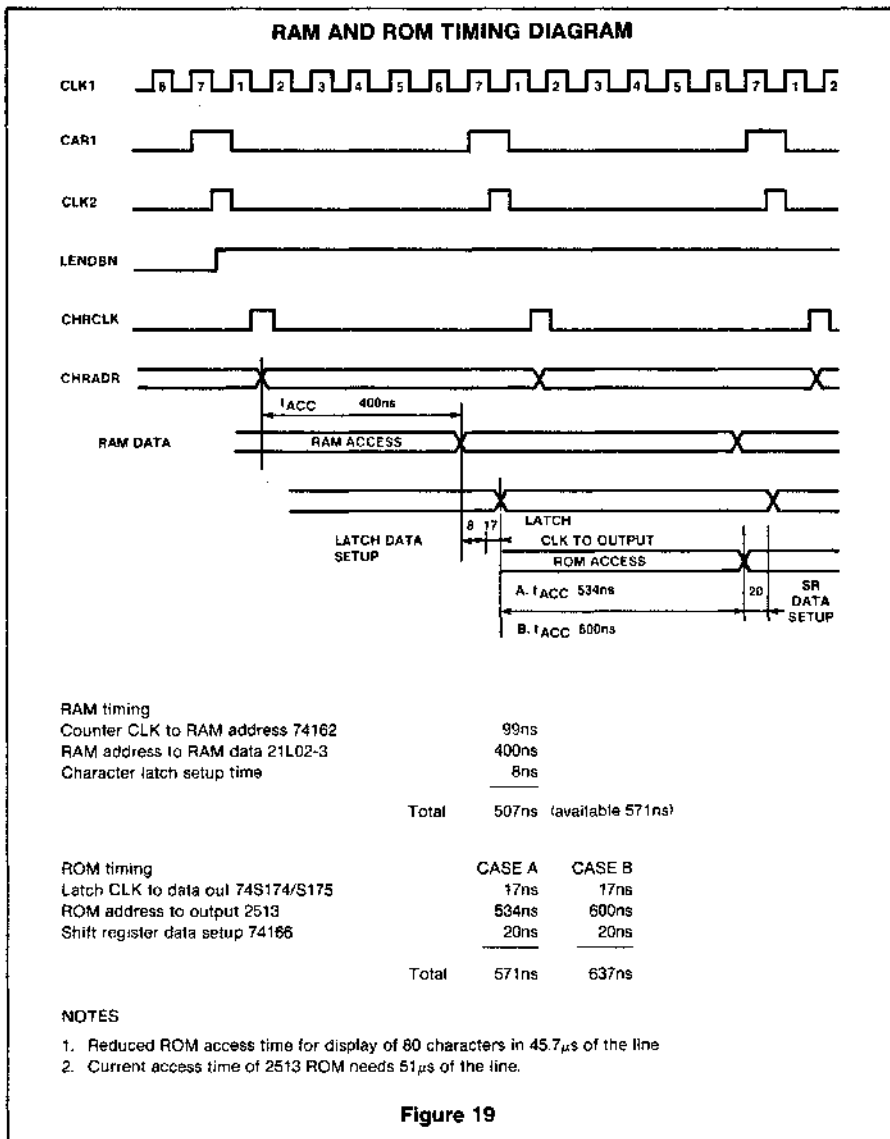 RAM AND ROM TIMING DIAGRAM
CLK1 6 7 1 2 3 4 5 6 7 1 2 3 4 5 6 7 1 2
CAR1
CLK2
LENDBN
CHRCLK
CHRADR
tACC 400ns
RAM DATA RAM ACCESS
8 17 LATCH
LATCH DATA SETUP CLK TO OUTPUT
ROM ACCESS
A. tACC 534ns 20 SR DATA SETUP
B. tACC 600ns
RAM timing
Counter CLK to RAM address 74162 99ns
RAM address to RAM data 21L02-3 400ns
Character latch setup time 8ns
Total 507ns (available 571ns)
ROM timing CASE A CASE B
Latch CLK to data out 74S174/S175 17ns 17ns
ROM address to output 2513 534ns 600ns
Shift register data setup 74166 20ns 20ns
Total 571ns 637ns
NOTES
1. Reduced ROM access time for display of 80 characters in 45.7µs of the line
2. Current access time of 2513 ROM needs 51µs of the line.
Figure 19